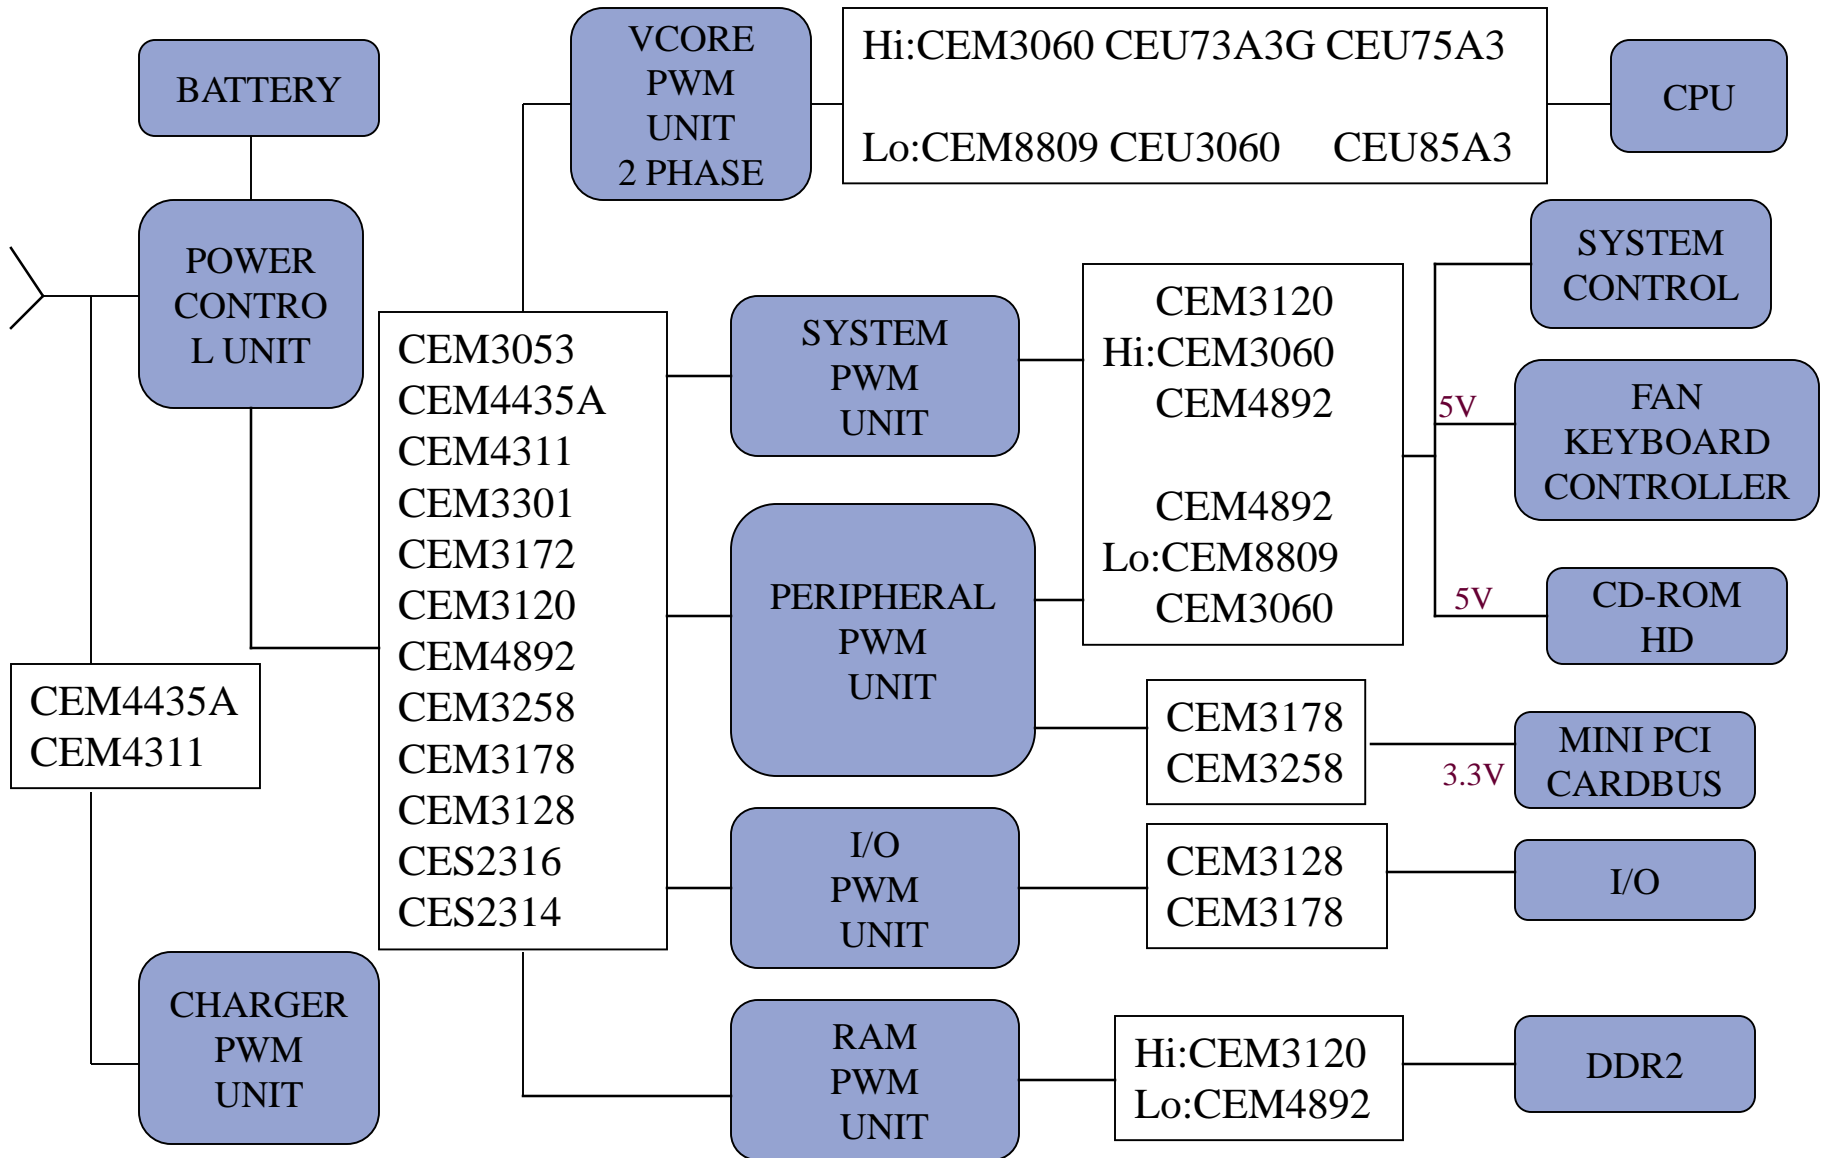 BATTERY
POWER
CONTRO
L UNIT
CEM4435A
CEM4311
CHARGER
PWM
UNIT
CEM3053
CEM4435A
CEM4311
CEM3301
CEM3172
CEM3120
CEM4892
CEM3258
CEM3178
CEM3128
CES2316
CES2314
VCORE
PWM
UNIT
2 PHASE
Hi:CEM3060 CEU73A3G CEU75A3
Lo:CEM8809 CEU3060 CEU85A3
CPU
SYSTEM
PWM
UNIT
CEM3120
Hi:CEM3060
CEM4892
CEM4892
Lo:CEM8809
CEM3060
SYSTEM
CONTROL
5V
FAN
KEYBOARD
CONTROLLER
5V
CD-ROM
HD
PERIPHERAL
PWM
UNIT
CEM3178
CEM3258
3.3V
MINI PCI
CARDBUS
I/O
PWM
UNIT
CEM3128
CEM3178
I/O
RAM
PWM
UNIT
Hi:CEM3120
Lo:CEM4892
DDR2